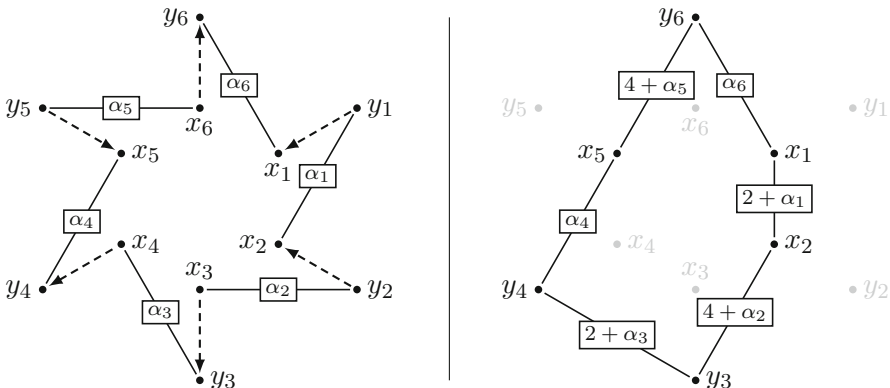 y₆
α₆
y₅
α₅
x₆
y₁
x₅
x₁
α₁
α₄
x₄
x₂
x₃
y₄
α₂
y₂
α₃
y₃
y₆
4 + α₅
α₆
y₅
x₆
y₁
x₅
x₁
2 + α₁
α₄
x₄
x₂
x₃
y₄
4 + α₂
y₂
2 + α₃
y₃